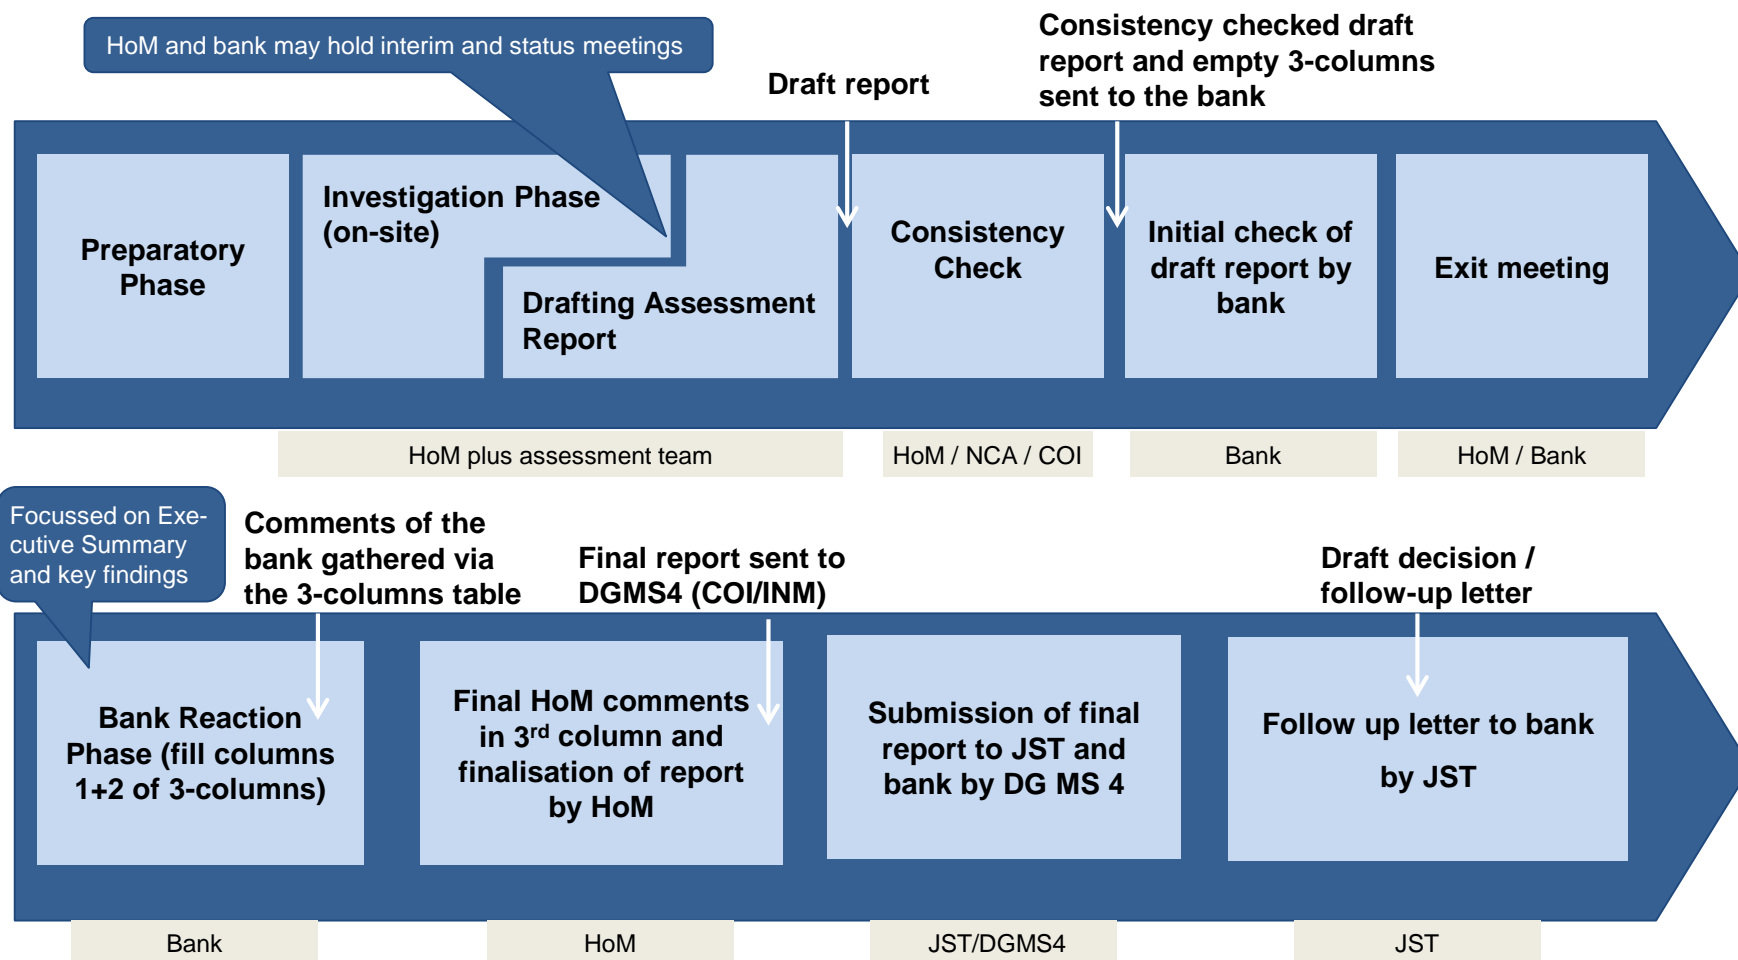 HoM and bank may hold interim and status meetings
Draft report
Consistency checked draft
report and empty 3-columns
sent to the bank
Preparatory
Phase
Investigation Phase
(on-site)
Drafting Assessment
Report
Consistency
Check
Initial check of
draft report by
bank
Exit meeting
HoM plus assessment team
HoM / NCA / COI
Bank
HoM / Bank
Focussed on Exe-
cutive Summary
and key findings
Comments of the
bank gathered via
the 3-columns table
Final report sent to
DGMS4 (COI/INM)
Draft decision /
follow-up letter
Bank Reaction
Phase (fill columns
1+2 of 3-columns)
Final HoM comments
in 3rd column and
finalisation of report
by HoM
Submission of final
report to JST and
bank by DG MS 4
Follow up letter to bank
by JST
Bank
HoM
JST/DGMS4
JST